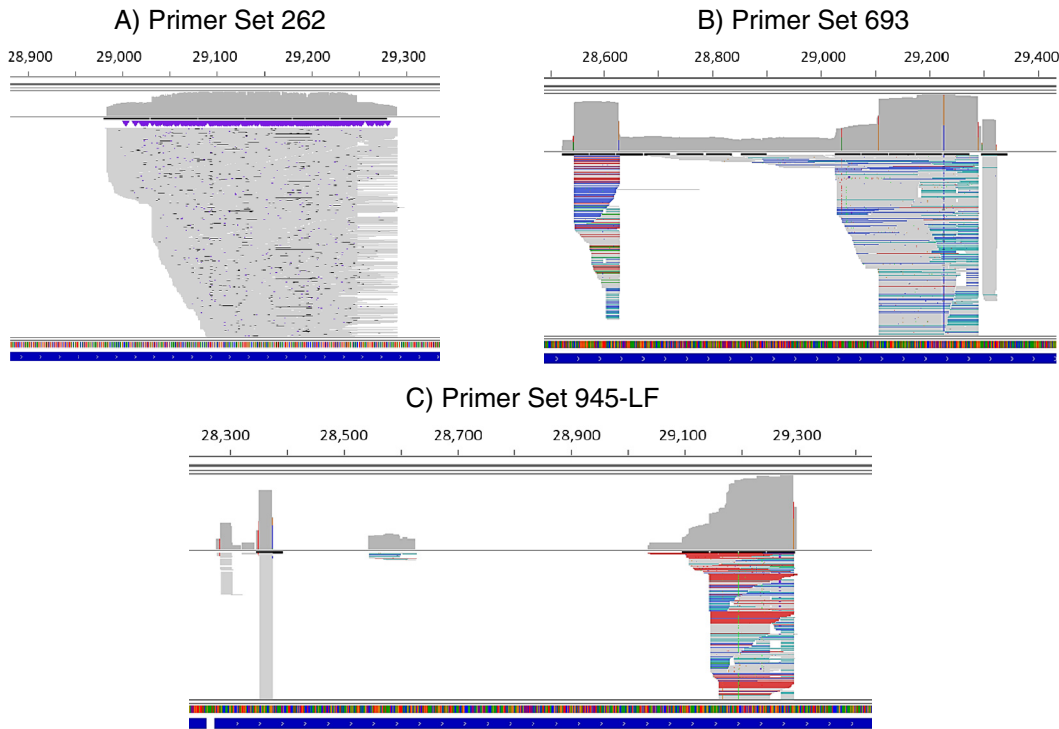 A) Primer Set 262
28,900 29,000 29,100 29,200 29,300
B) Primer Set 693
28,600 28,800 29,000 29,200 29,400
C) Primer Set 945-LF
28,300 28,500 28,700 28,900 29,100 29,300